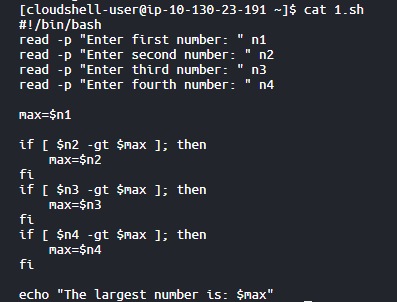 [cloudshell-user@ip-10-130-23-191 ~]$ cat 1.sh
#!/bin/bash
read -p "Enter first number: " n1
read -p "Enter second number: " n2
read -p "Enter third number: " n3
read -p "Enter fourth number: " n4

max=$n1

if [ $n2 -gt $max ]; then
    max=$n2
fi
if [ $n3 -gt $max ]; then
    max=$n3
fi
if [ $n4 -gt $max ]; then
    max=$n4
fi

echo "The largest number is: $max"